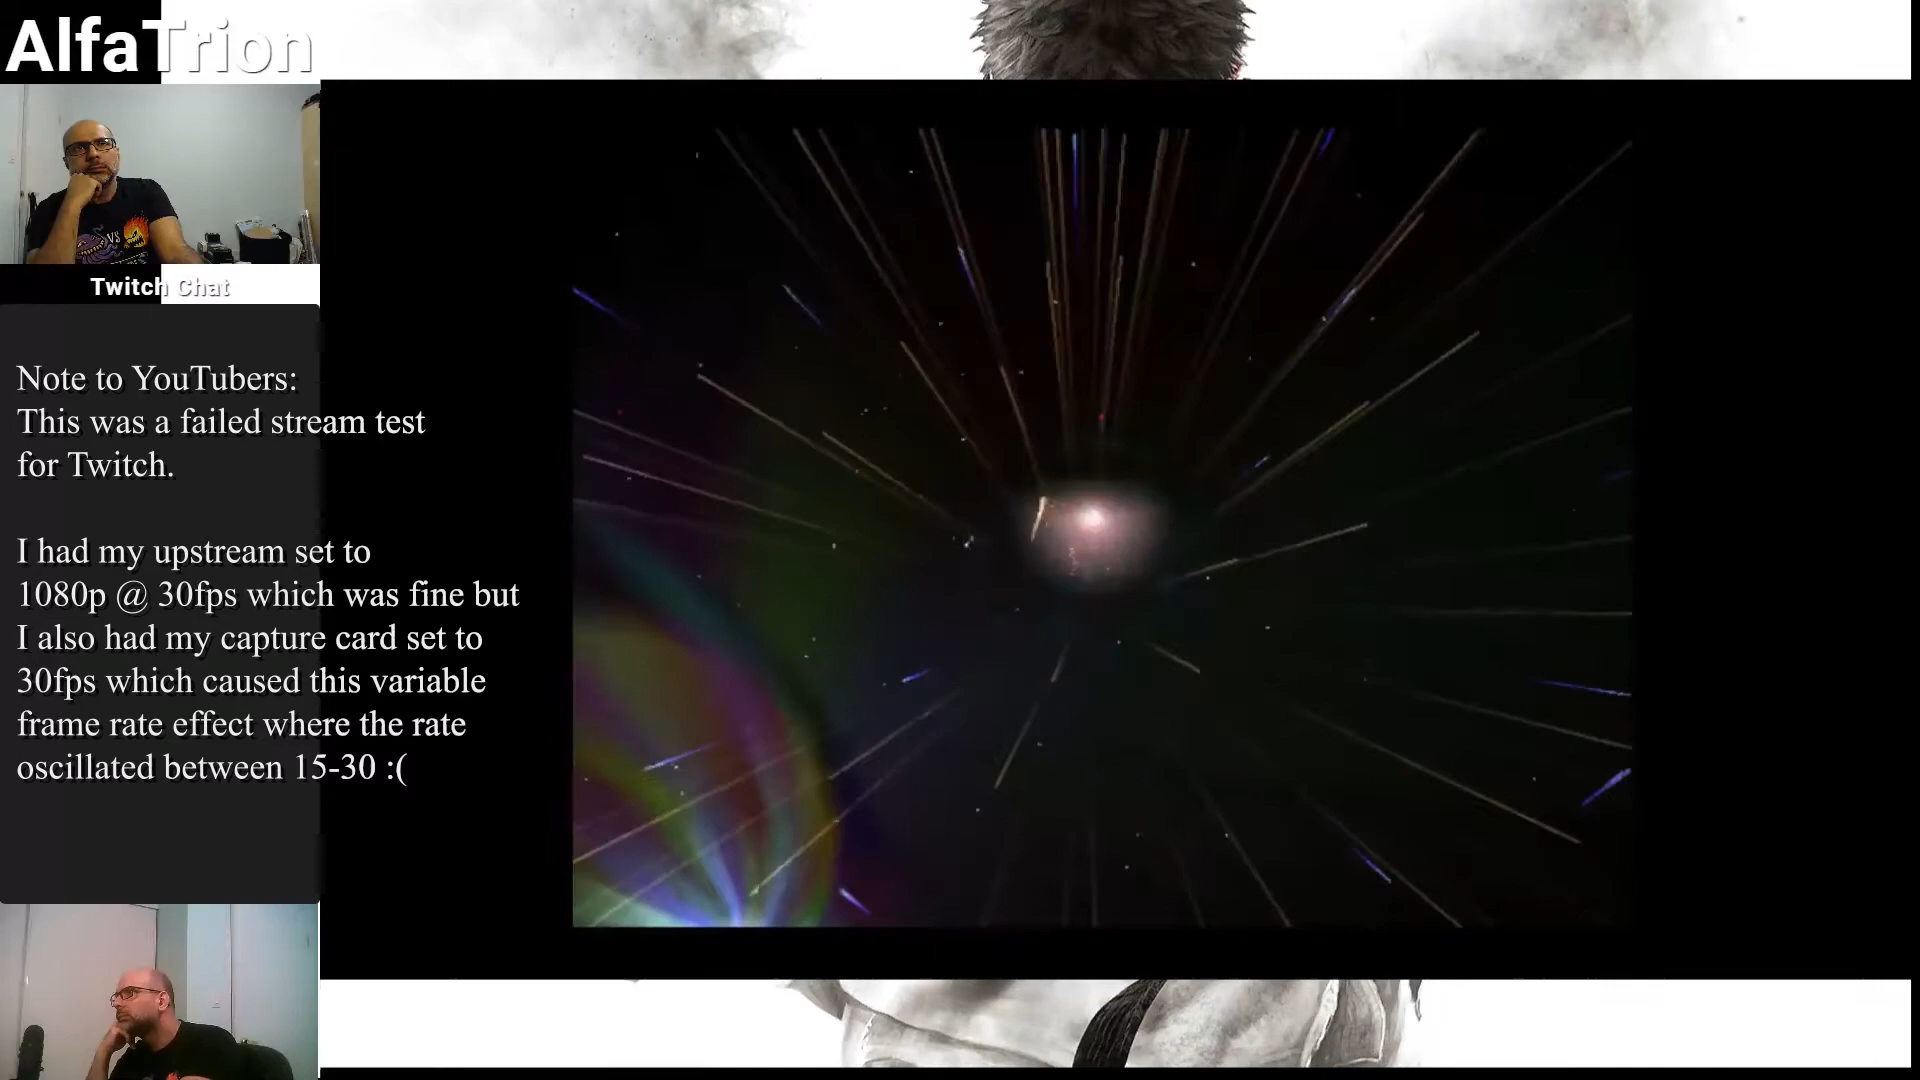 AlfaTrion
VS
Twitch Chat
Note to YouTubers:
This was a failed stream test
for Twitch.
I had my upstream set to
1080p @ 30fps which was fine but
I also had my capture card set to
30fps which caused this variable
frame rate effect where the rate
oscillated between 15-30 :(